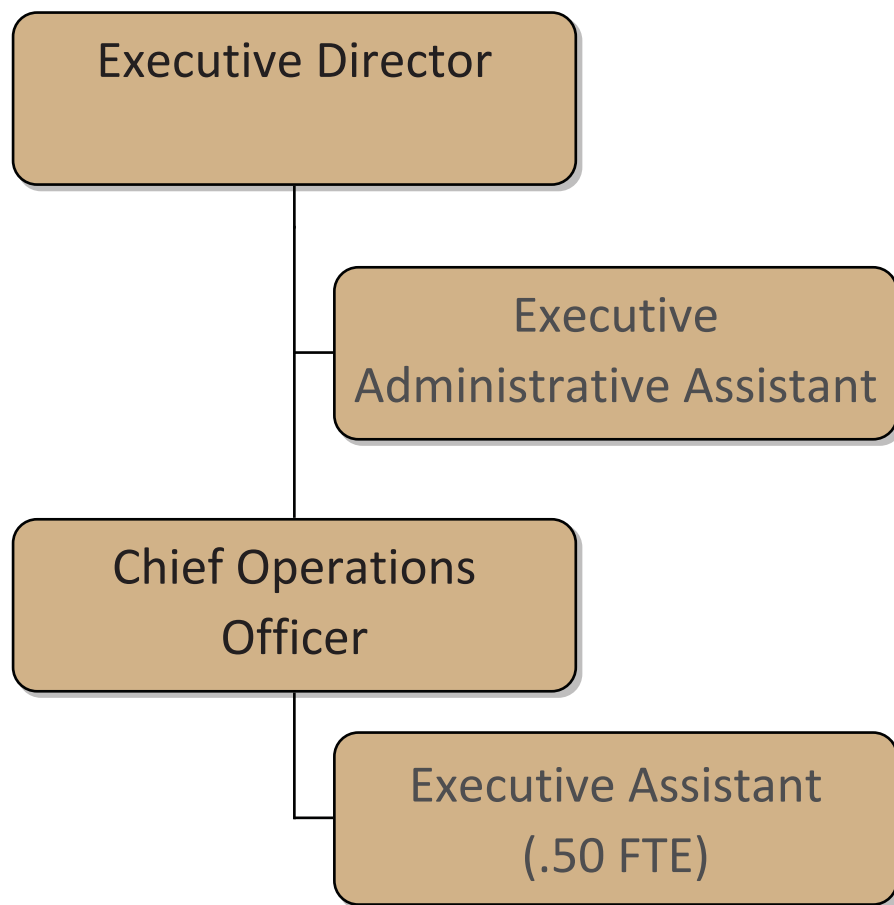 Executive Director
Executive
Administrative Assistant
Chief Operations
Officer
Executive Assistant
(.50 FTE)